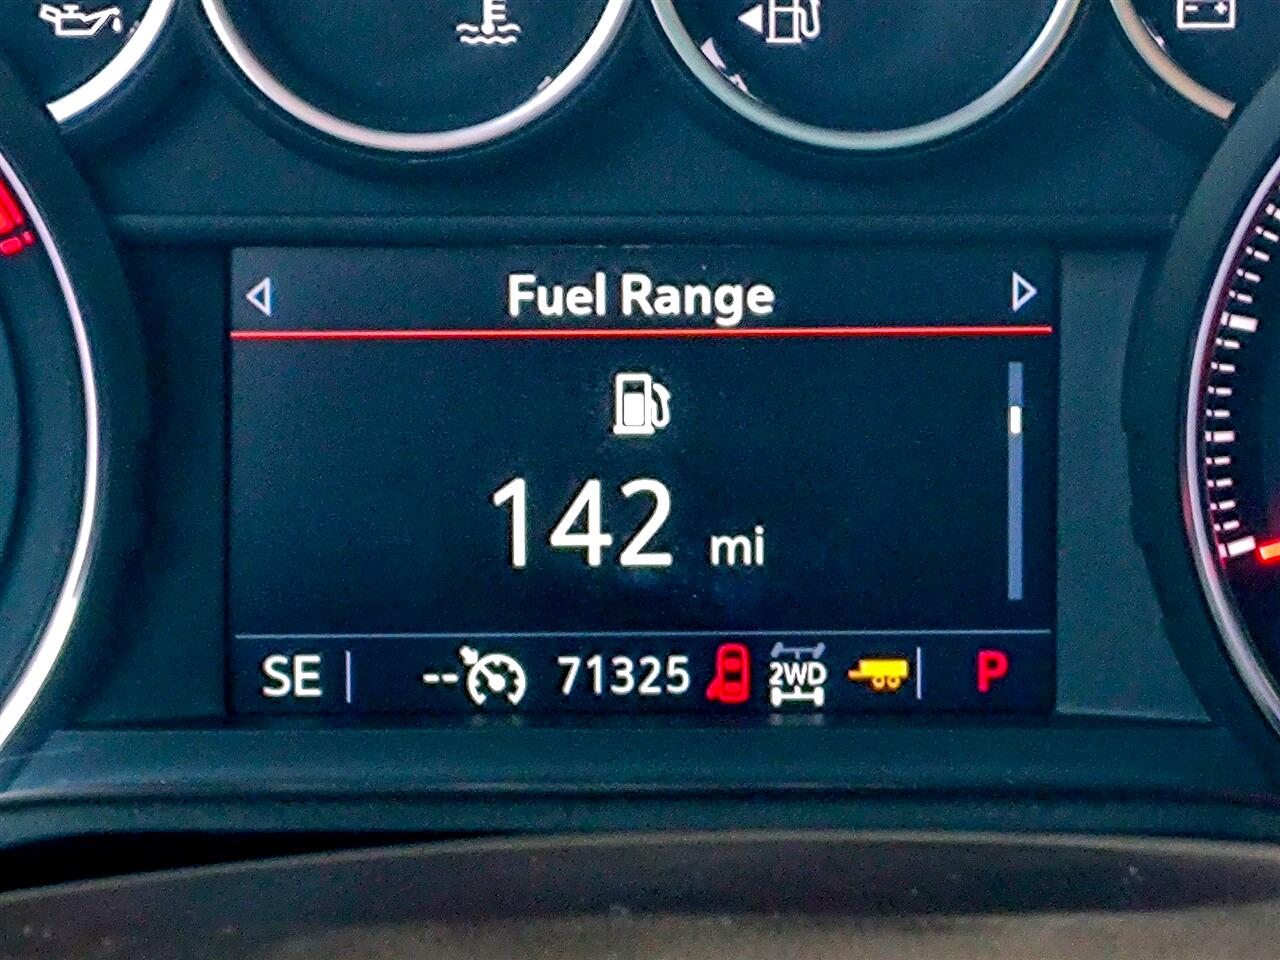 Fuel Range
142 mi
SE -- 71325 2WD P